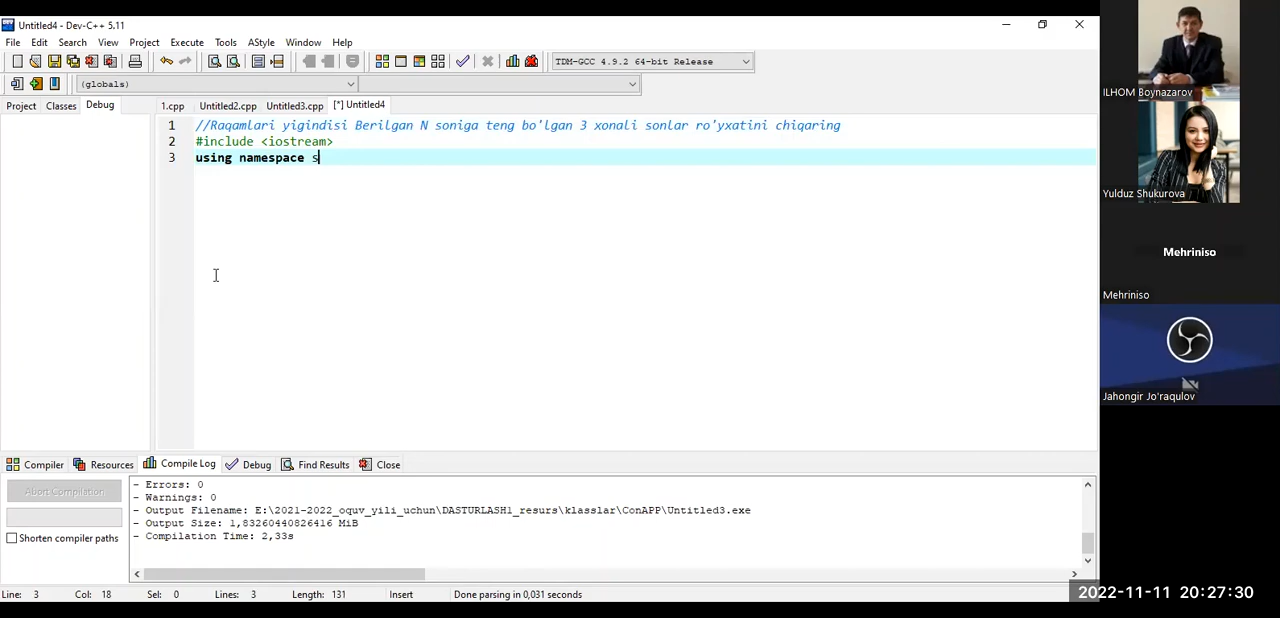 Untitled4 - Dev-C++ 5.11
File Edit Search View Project Execute Tools AStyle Window Help
TDM-GCC 4.9.2 64-bit Release
(globals)
Project Classes Debug 1.cpp Untitled2.cpp Untitled3.cpp [*] Untitled4
1 //Raqamlari yigindisi Berilgan N soniga teng bo'lgan 3 xonali sonlar ro'yxatini chiqaring
2 #include <iostream>
3 using namespace s
Compiler Resources Compile Log Debug Find Results Close
Abort Compilation
Shorten compiler paths
- Errors: 0
- Warnings: 0
- Output Filename: E:\2021-2022_oquv_yili_uchun\DASTURLASH1_resurs\klasslar\ConAPP\Untitled3.exe
- Output Size: 1,83260440826416 MiB
- Compilation Time: 2,33s
Line: 3 Col: 18 Sel: 0 Lines: 3 Length: 131 Insert Done parsing in 0,031 seconds
ILHOM Boynazarov
Yulduz Shukurova
Mehriniso
Mehriniso
Jahongir Jo'raqulov
2022-11-11 20:27:30